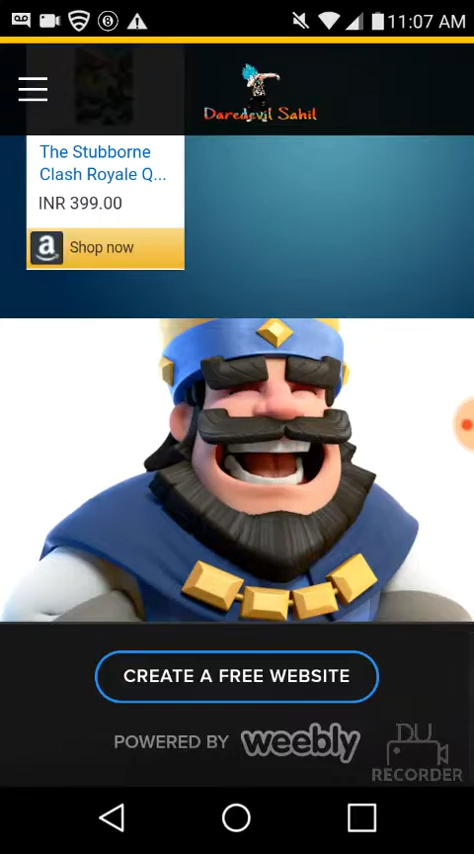 11:07 AM
Daredevil Sahil
The Stubborne
Clash Royale Q...
INR 399.00
a Shop now
CREATE A FREE WEBSITE
POWERED BY weebly
DU
RECORDER